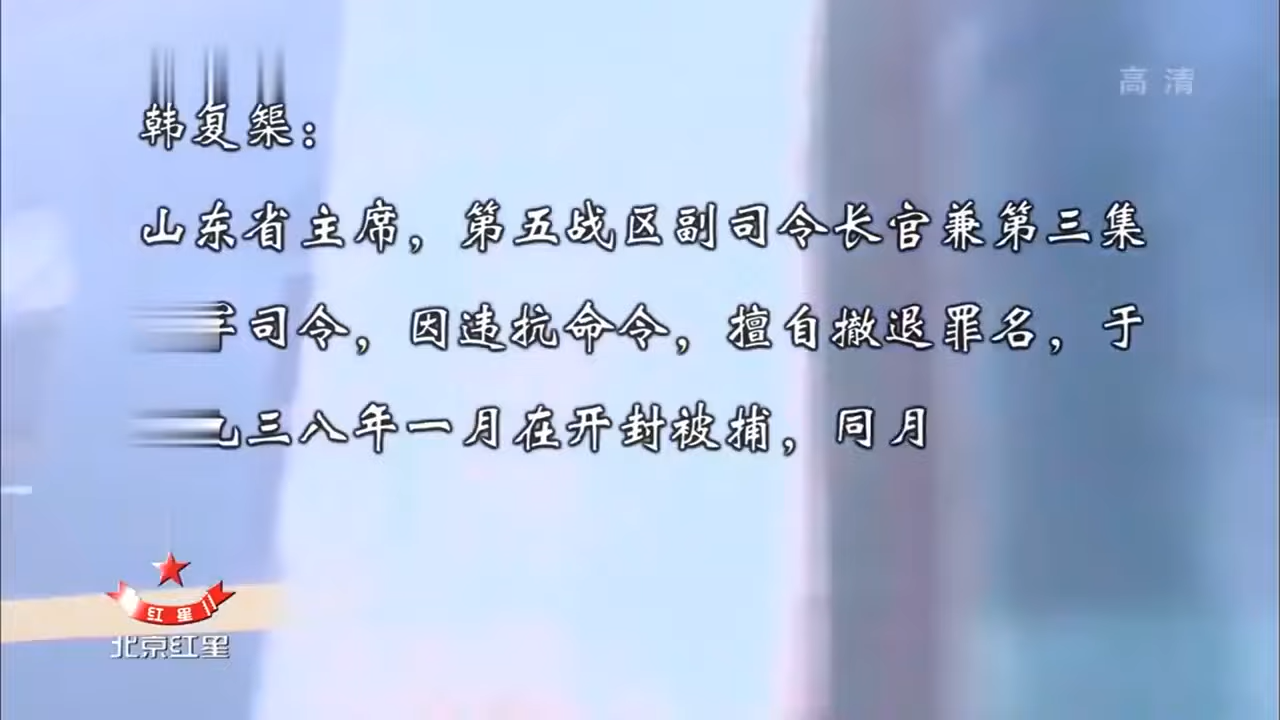 高清
韩复榘：
山东省主席，第五战区副司令长官兼第三集
司令，因违抗命令，擅自撤退罪名，于
九三八年一月在开封被捕，同月
红星
北京红星